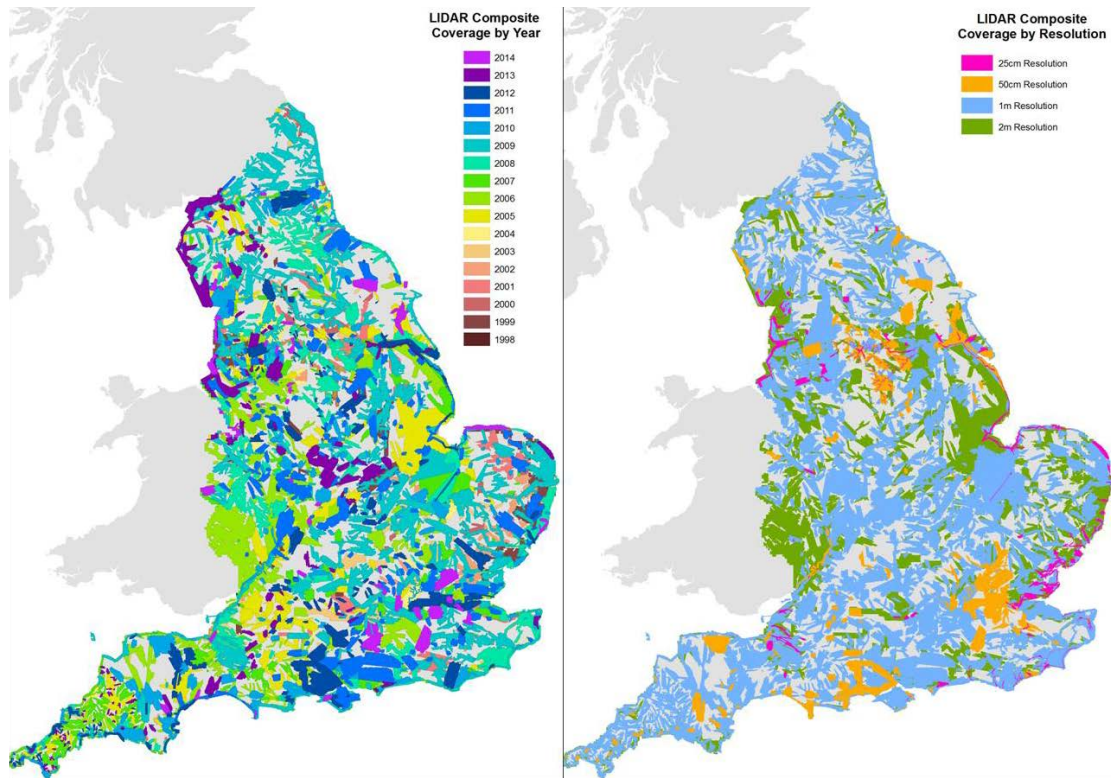 LIDAR Composite
Coverage by Year
2014
2013
2012
2011
2010
2009
2008
2007
2006
2005
2004
2003
2002
2001
2000
1999
1998
LIDAR Composite
Coverage by Resolution
25cm Resolution
50cm Resolution
1m Resolution
2m Resolution